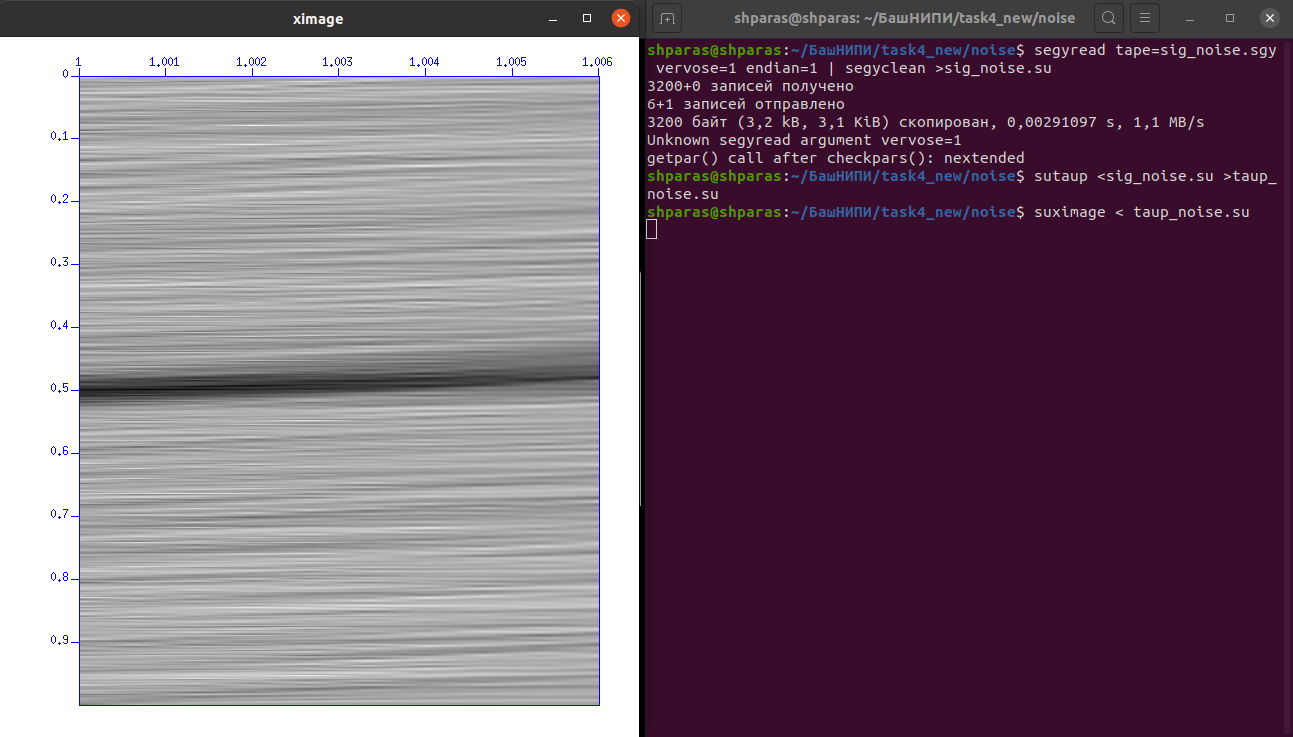 ximage
1 1.001 1.002 1.003 1.004 1.005 1.006
0
0.1
0.2
0.3
0.4
0.5
0.6
0.7
0.8
0.9
shparas@shparas: ~/БашНИПИ/task4_new/noise
shparas@shparas:~/БашНИПИ/task4_new/noise$ segyread tape=sig_noise.sgy
vervose=1 endian=1 | segyclean >sig_noise.su
3200+0 записей получено
6+1 записей отправлено
3200 байт (3,2 kB, 3,1 KiB) скопирован, 0,00291097 s, 1,1 MB/s
Unknown segyread argument vervose=1
getpar() call after checkpars(): nextended
shparas@shparas:~/БашНИПИ/task4_new/noise$ sutaup <sig_noise.su >taup_
noise.su
shparas@shparas:~/БашНИПИ/task4_new/noise$ suximage < taup_noise.su